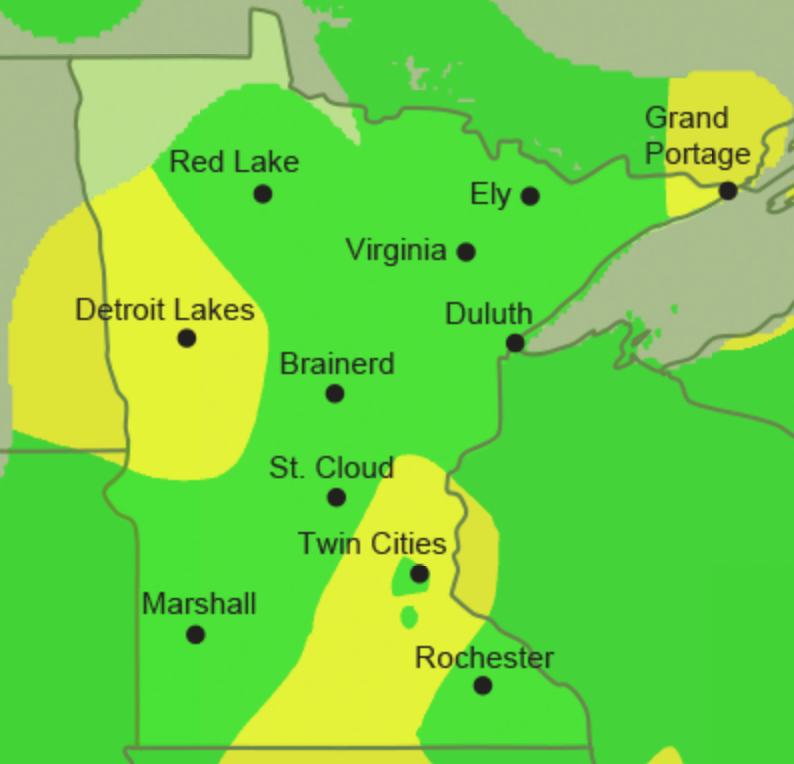 Grand
Portage
Red Lake
Ely
Virginia
Detroit Lakes
Duluth
Brainerd
St. Cloud
Twin Cities
Marshall
Rochester